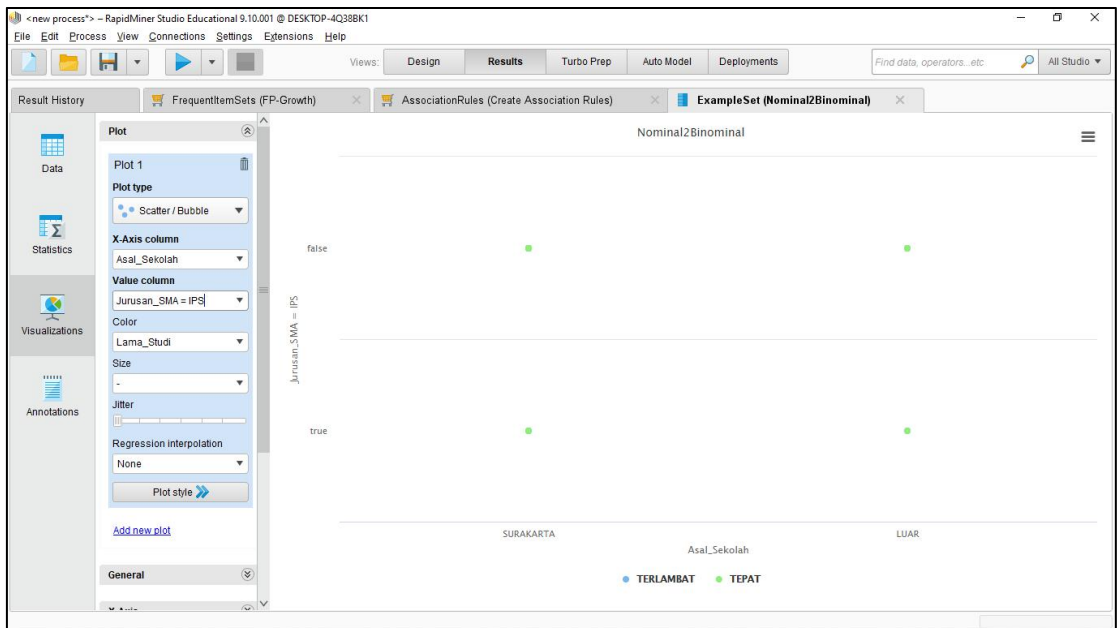 <new process*> – RapidMiner Studio Educational 9.10.001 @ DESKTOP-4Q38BK1
File Edit Process View Connections Settings Extensions Help
Views: Design Results Turbo Prep Auto Model Deployments Find data, operators...etc All Studio
Result History FrequentItemSets (FP-Growth) AssociationRules (Create Association Rules) ExampleSet (Nominal2Binominal)
Data
Statistics
Visualizations
Annotations
Plot
Plot 1
Plot type
Scatter / Bubble
X-Axis column
Asal_Sekolah
Value column
Jurusan_SMA = IPS
Color
Lama_Studi
Size
-
Jitter
Regression interpolation
None
Plot style
Add new plot
General
Nominal2Binominal
Jurusan_SMA = IPS
false
true
SURAKARTA LUAR
Asal_Sekolah
TERLAMBAT TEPAT